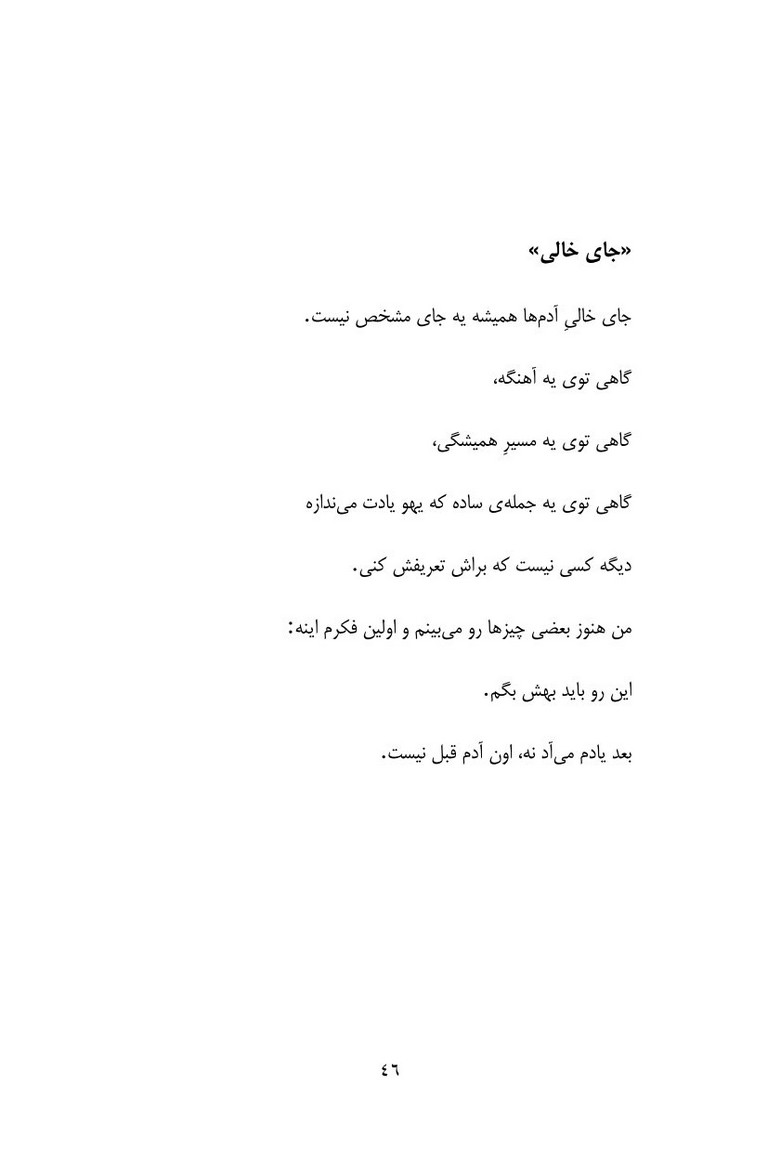 «جای خالی»
جای خالیِ آدم‌ها همیشه یه جای مشخص نیست.
گاهی توی یه آهنگه،
گاهی توی یه مسیرِ همیشگی،
گاهی توی یه جمله‌ی ساده که یهو یادت می‌ندازه
دیگه کسی نیست که براش تعریفش کنی.
من هنوز بعضی چیزها رو می‌بینم و اولین فکرم اینه:
این رو باید بهش بگم.
بعد یادم می‌آد نه، اون آدم قبل نیست.
٤٦